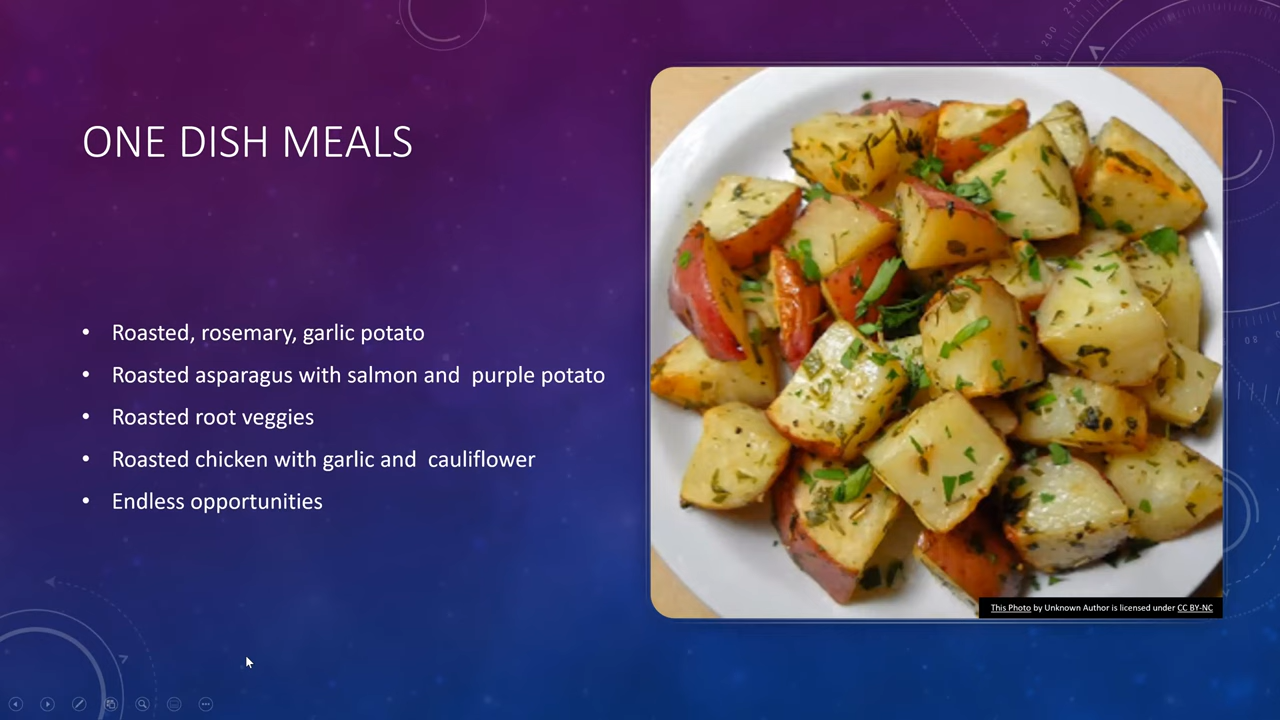 ONE DISH MEALS
• Roasted, rosemary, garlic potato
• Roasted asparagus with salmon and  purple potato
• Roasted root veggies
• Roasted chicken with garlic and  cauliflower
• Endless opportunities
This Photo by Unknown Author is licensed under CC BY-NC